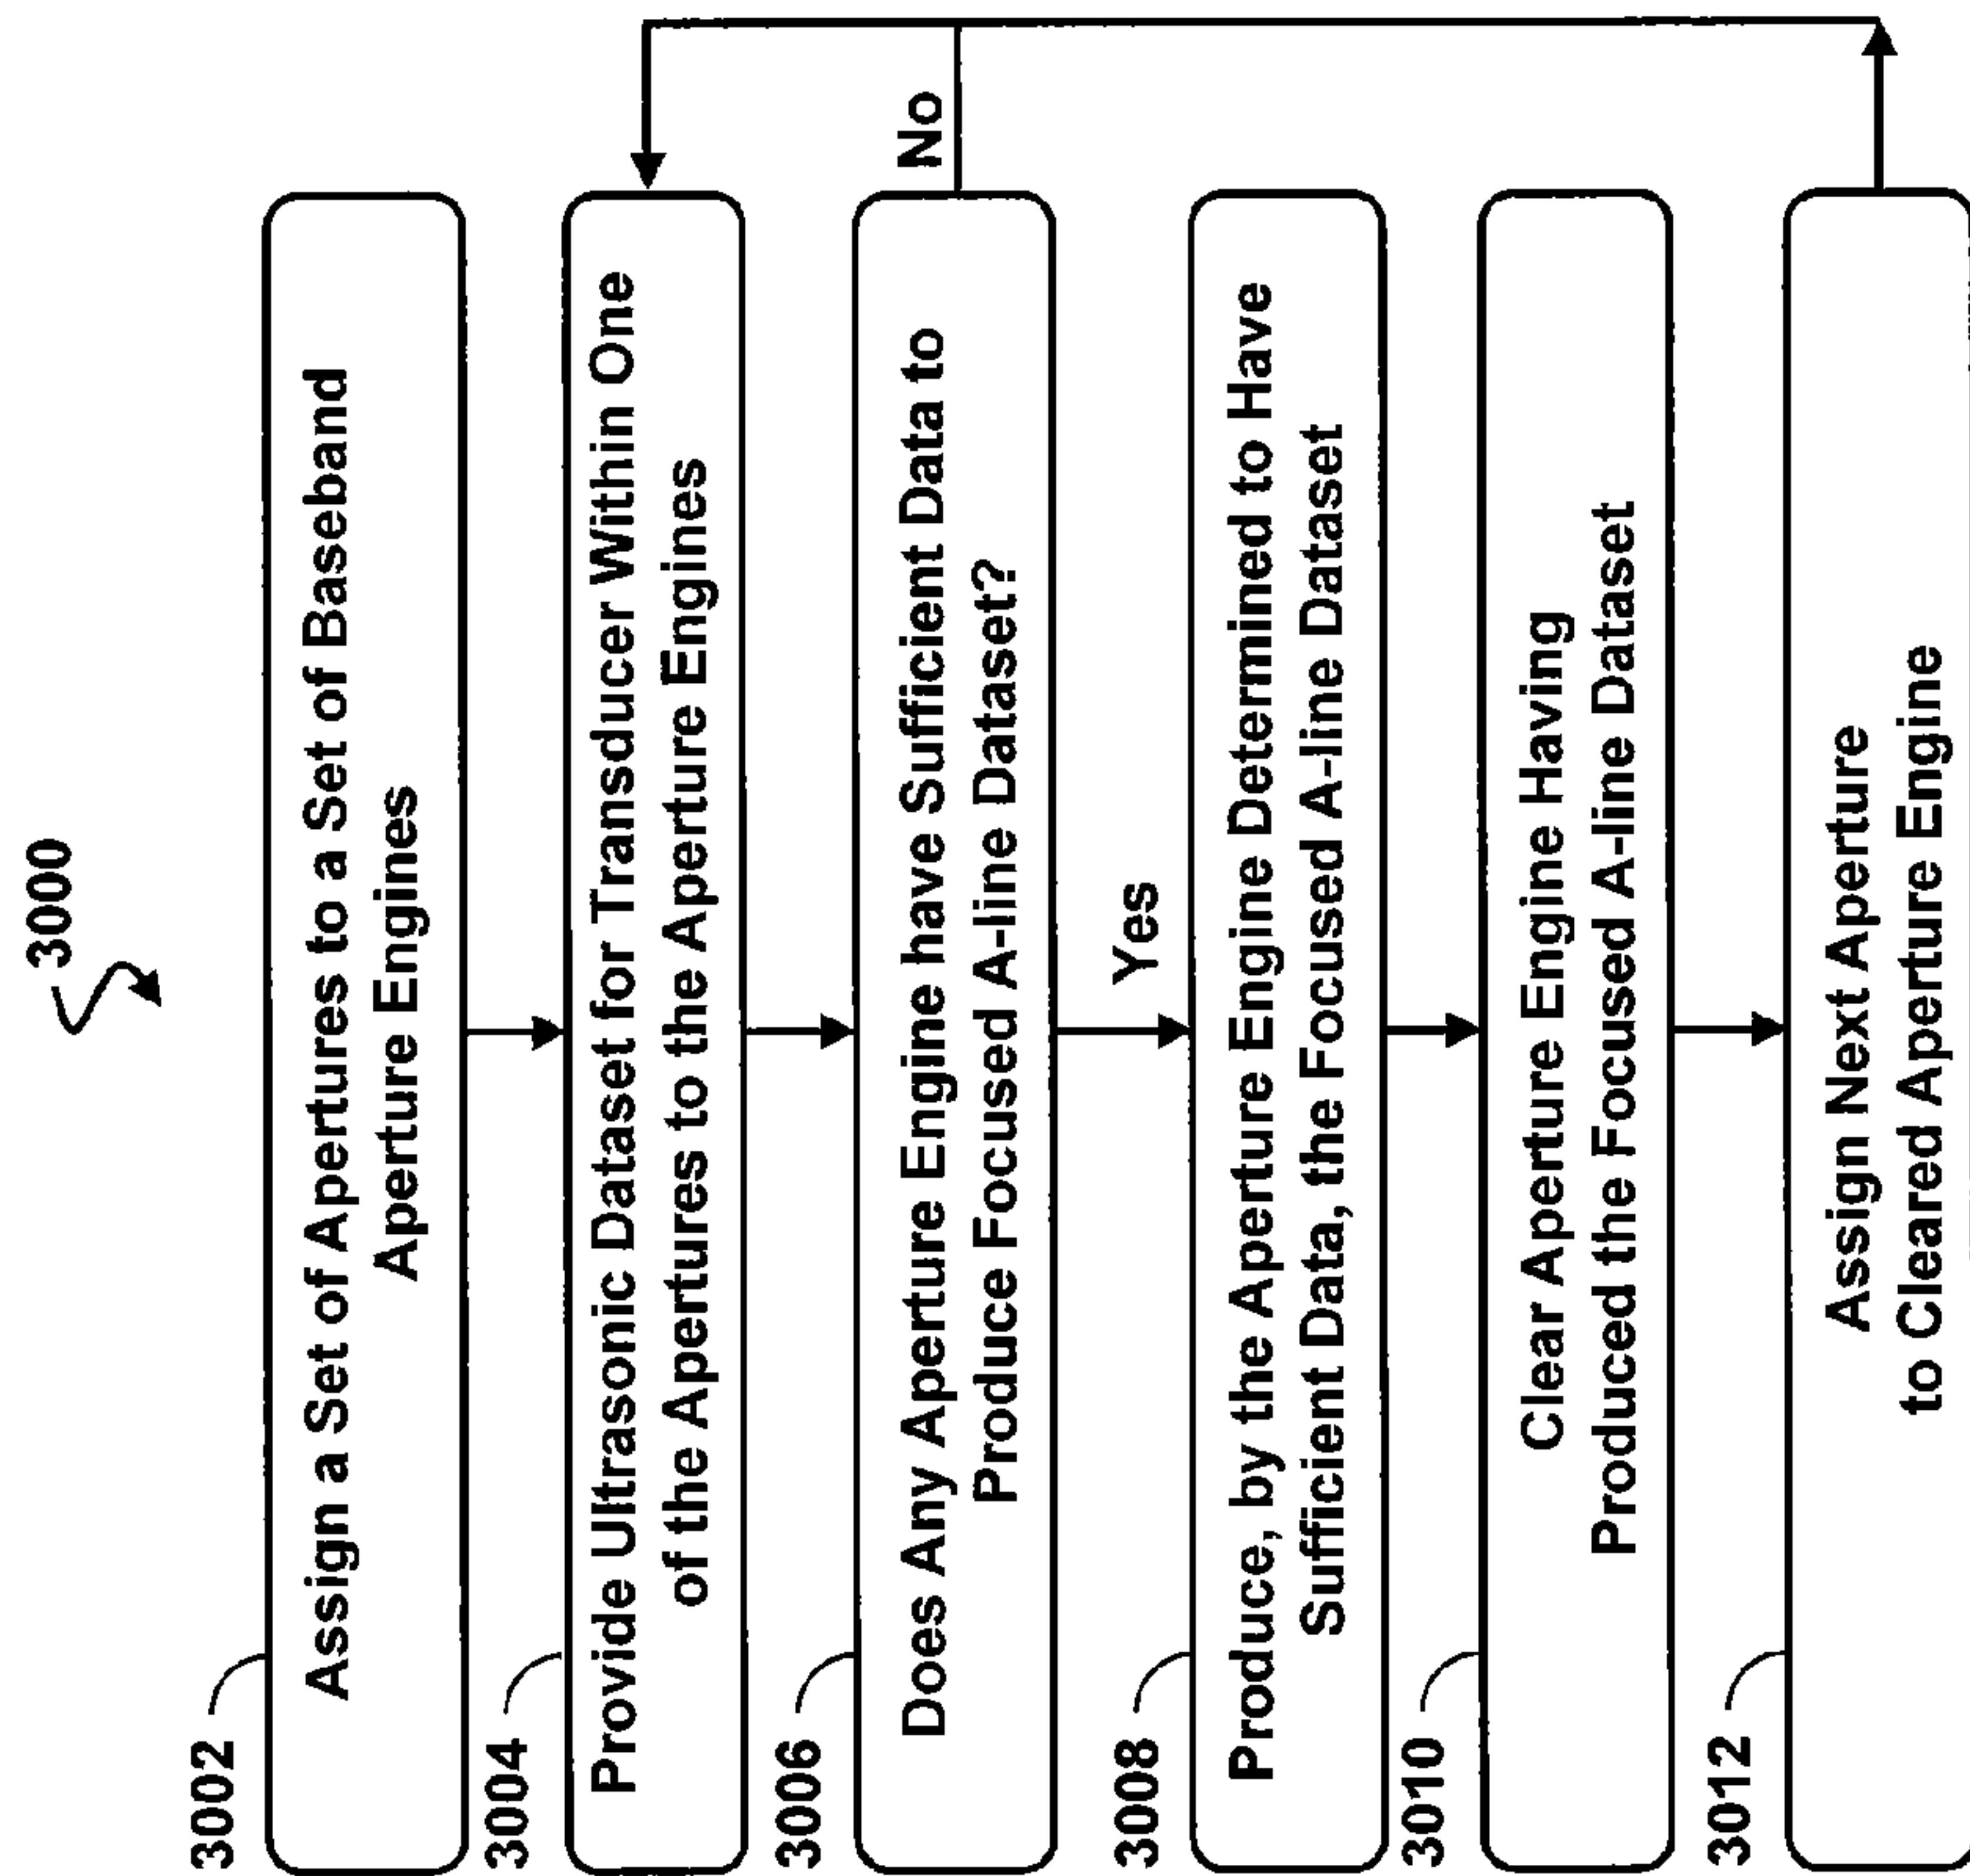 3000
3002
Assign a Set of Apertures to a Set of Baseband
Aperture Engines
3004
Provide Ultrasonic Dataset for Transducer Within One
of the Apertures to the Aperture Engines
3006
Does Any Aperture Engine have Sufficient Data to
Produce Focused A-line Dataset?
No
Yes
3008
Produce, by the Aperture Engine Determined to Have
Sufficient Data, the Focused A-line Dataset
3010
Clear Aperture Engine Having
Produced the Focused A-line Dataset
3012
Assign Next Aperture
to Cleared Aperture Engine